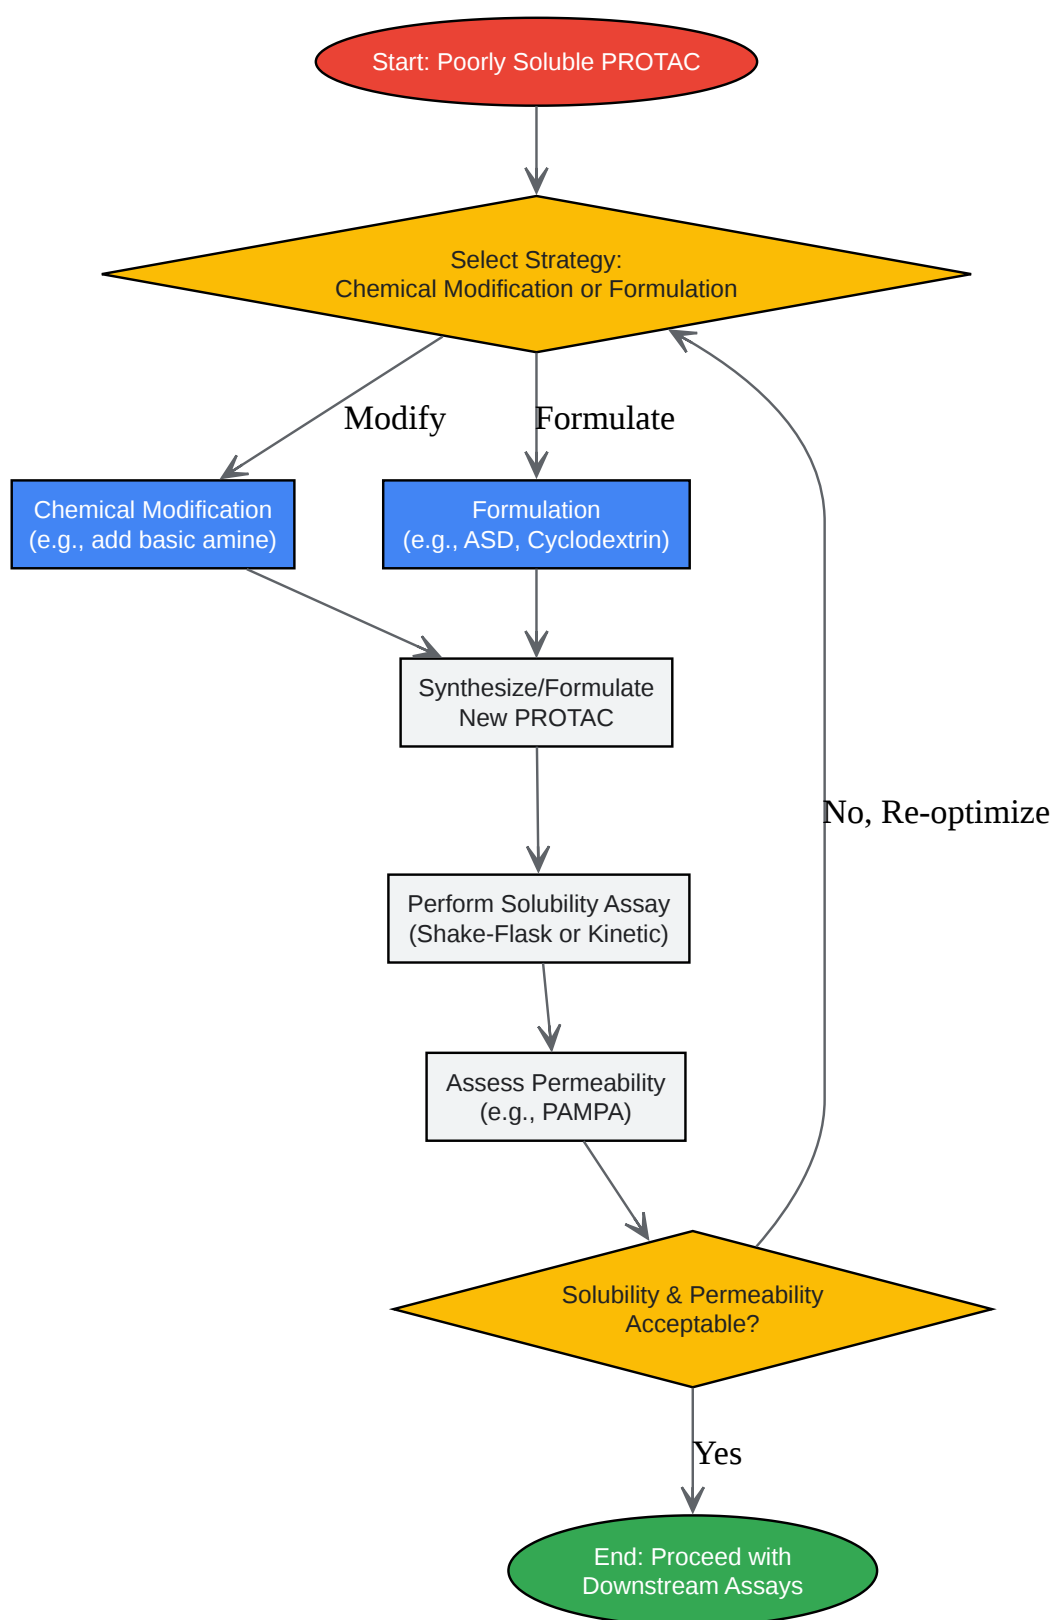 Start: Poorly Soluble PROTAC
Select Strategy:
Chemical Modification or Formulation
Modify
Formulate
Chemical Modification
(e.g., add basic amine)
Formulation
(e.g., ASD, Cyclodextrin)
Synthesize/Formulate
New PROTAC
No, Re-optimize
Perform Solubility Assay
(Shake-Flask or Kinetic)
Assess Permeability
(e.g., PAMPA)
Solubility & Permeability
Acceptable?
Yes
End: Proceed with
Downstream Assays